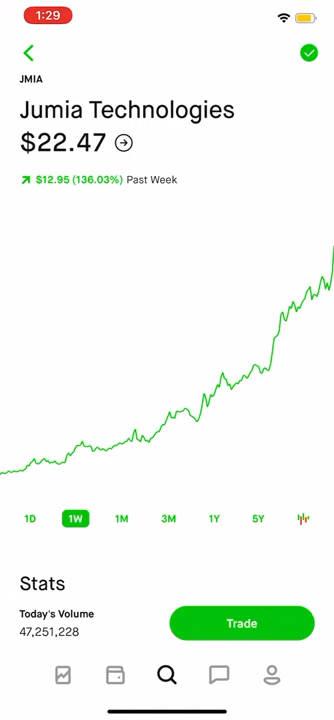 1:29
JMIA
Jumia Technologies
$22.47
$12.95 (136.03%) Past Week
1D 1W 1M 3M 1Y 5Y
Stats
Today's Volume
47,251,228
Trade